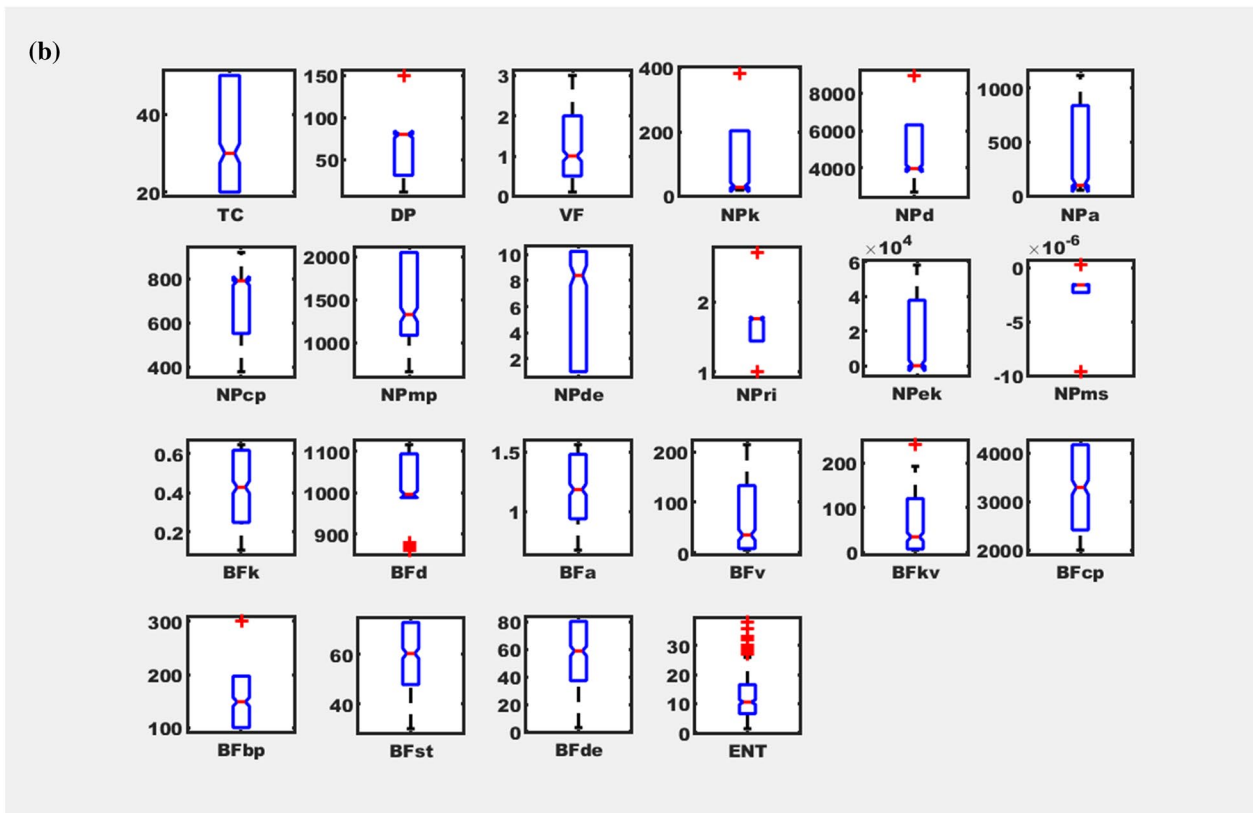 (b)
150 3 400 8000 1000
40 100 2 200 6000 500
50 1 4000
20 0 0 0
TC DP VF NPk NPd NPa
×10⁴ ×10⁻⁶
800 2000 10 6 0
600 1500 8 2 4 -5
400 1000 6 2
4 0
2 1 -10
NPcp NPmp NPde NPri NPek NPms
0.6 1100 1.5 200 200 4000
0.4 1000 1 100 100 3000
0.2 900 0 0 2000
BFk BFd BFa BFv BFkv BFcp
300 60 80 30
200 40 60 20
100 40 10
20 0
0
BFbp BFst BFde ENT